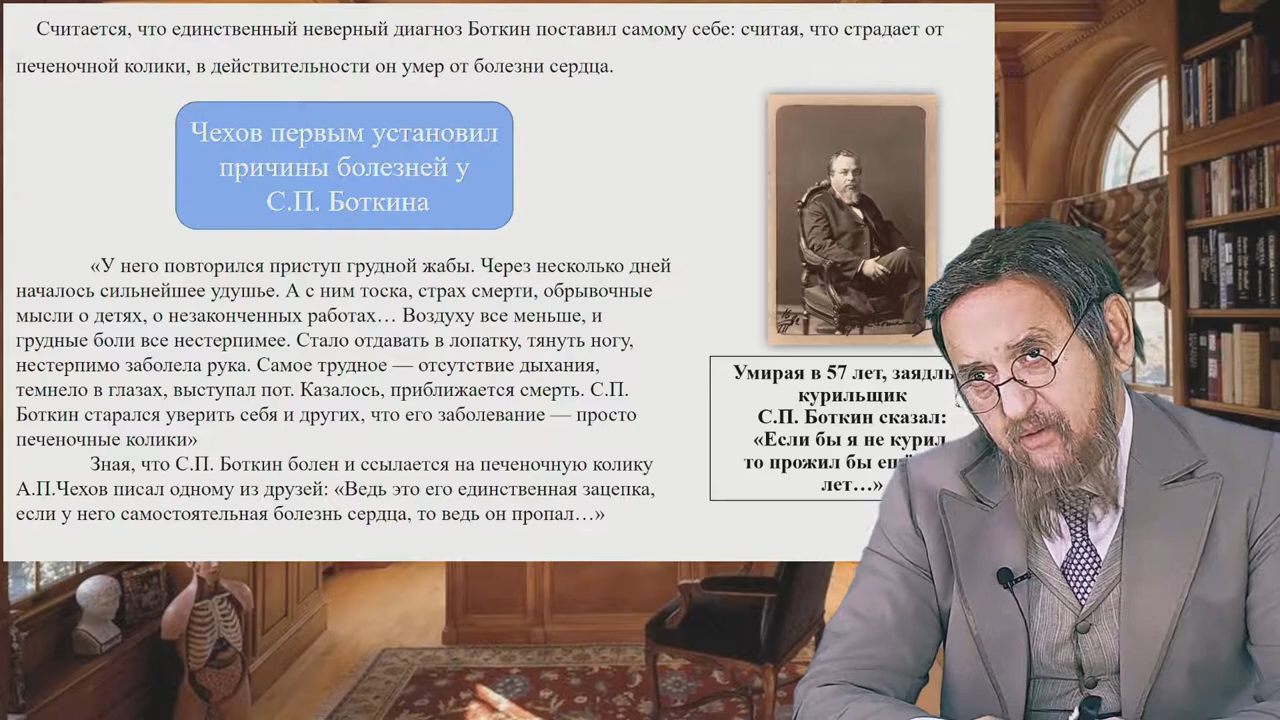 Считается, что единственный неверный диагноз Боткин поставил самому себе: считая, что страдает от
печеночной колики, в действительности он умер от болезни сердца.
Чехов первым установил
причины болезней у
С.П. Боткина
«У него повторился приступ грудной жабы. Через несколько дней
началось сильнейшее удушье. А с ним тоска, страх смерти, обрывочные
мысли о детях, о незаконченных работах… Воздуху все меньше, и
грудные боли все нестерпимее. Стало отдавать в лопатку, тянуть ногу,
нестерпимо заболела рука. Самое трудное — отсутствие дыхания,
темнело в глазах, выступал пот. Казалось, приближается смерть. С.П.
Боткин старался уверить себя и других, что его заболевание — просто
печеночные колики»
Зная, что С.П. Боткин болен и ссылается на печеночную колику
А.П.Чехов писал одному из друзей: «Ведь это его единственная зацепка,
если у него самостоятельная болезнь сердца, то ведь он пропал…»
Умирая в 57 лет,
курильщик
С.П. Боткин сказал:
«Если бы я не курил
то прожил бы
лет…»